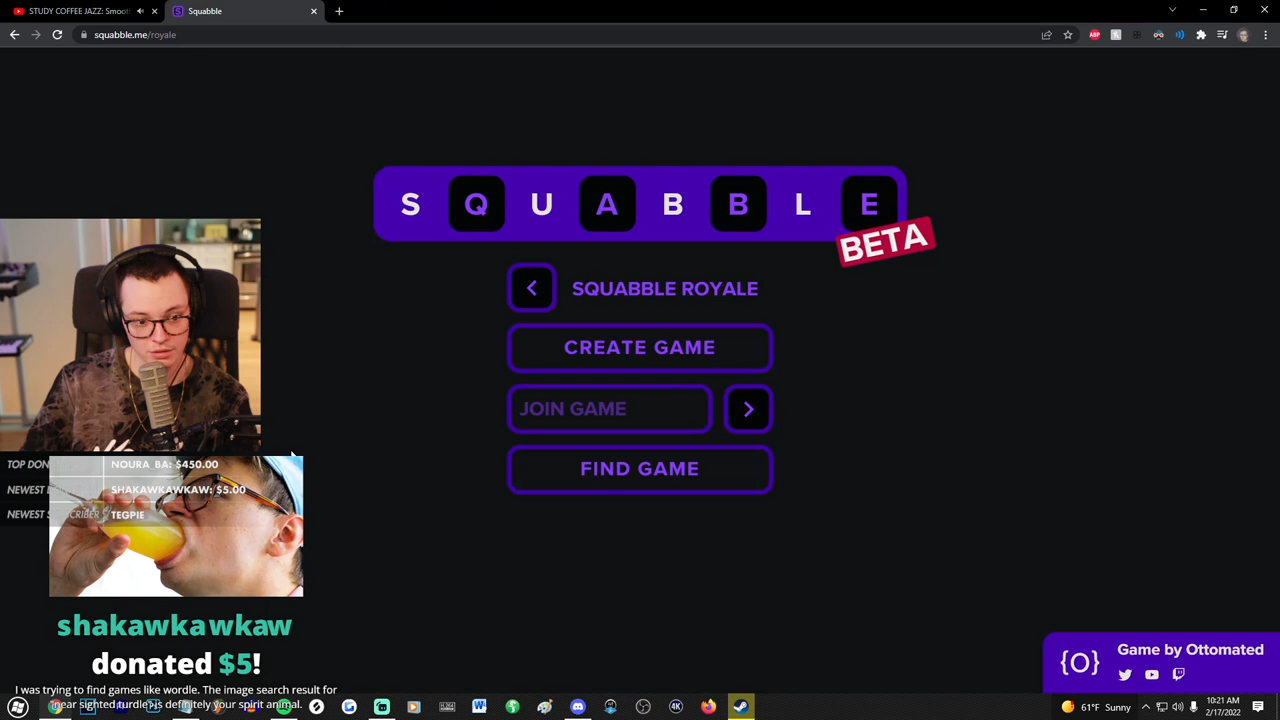 STUDY COFFEE JAZZ: Smoot
Squabble
squabble.me/royale
ABP
S Q U A B B L E
BETA
SQUABBLE ROYALE
CREATE GAME
JOIN GAME
FIND GAME
TOP DON
NOURA BA: $450.00
NEWEST D
SHAKAWKAWKAW: $5.00
NEWEST SUBSCRIBER
TEGPIE
shakawkawkaw
donated $5!
I was trying to find games like wordle. The image search result for
"near sighted turdle" is definitely your spirit animal.
{O}
Game by Ottomated
61°F Sunny
10:21 AM
2/17/2022